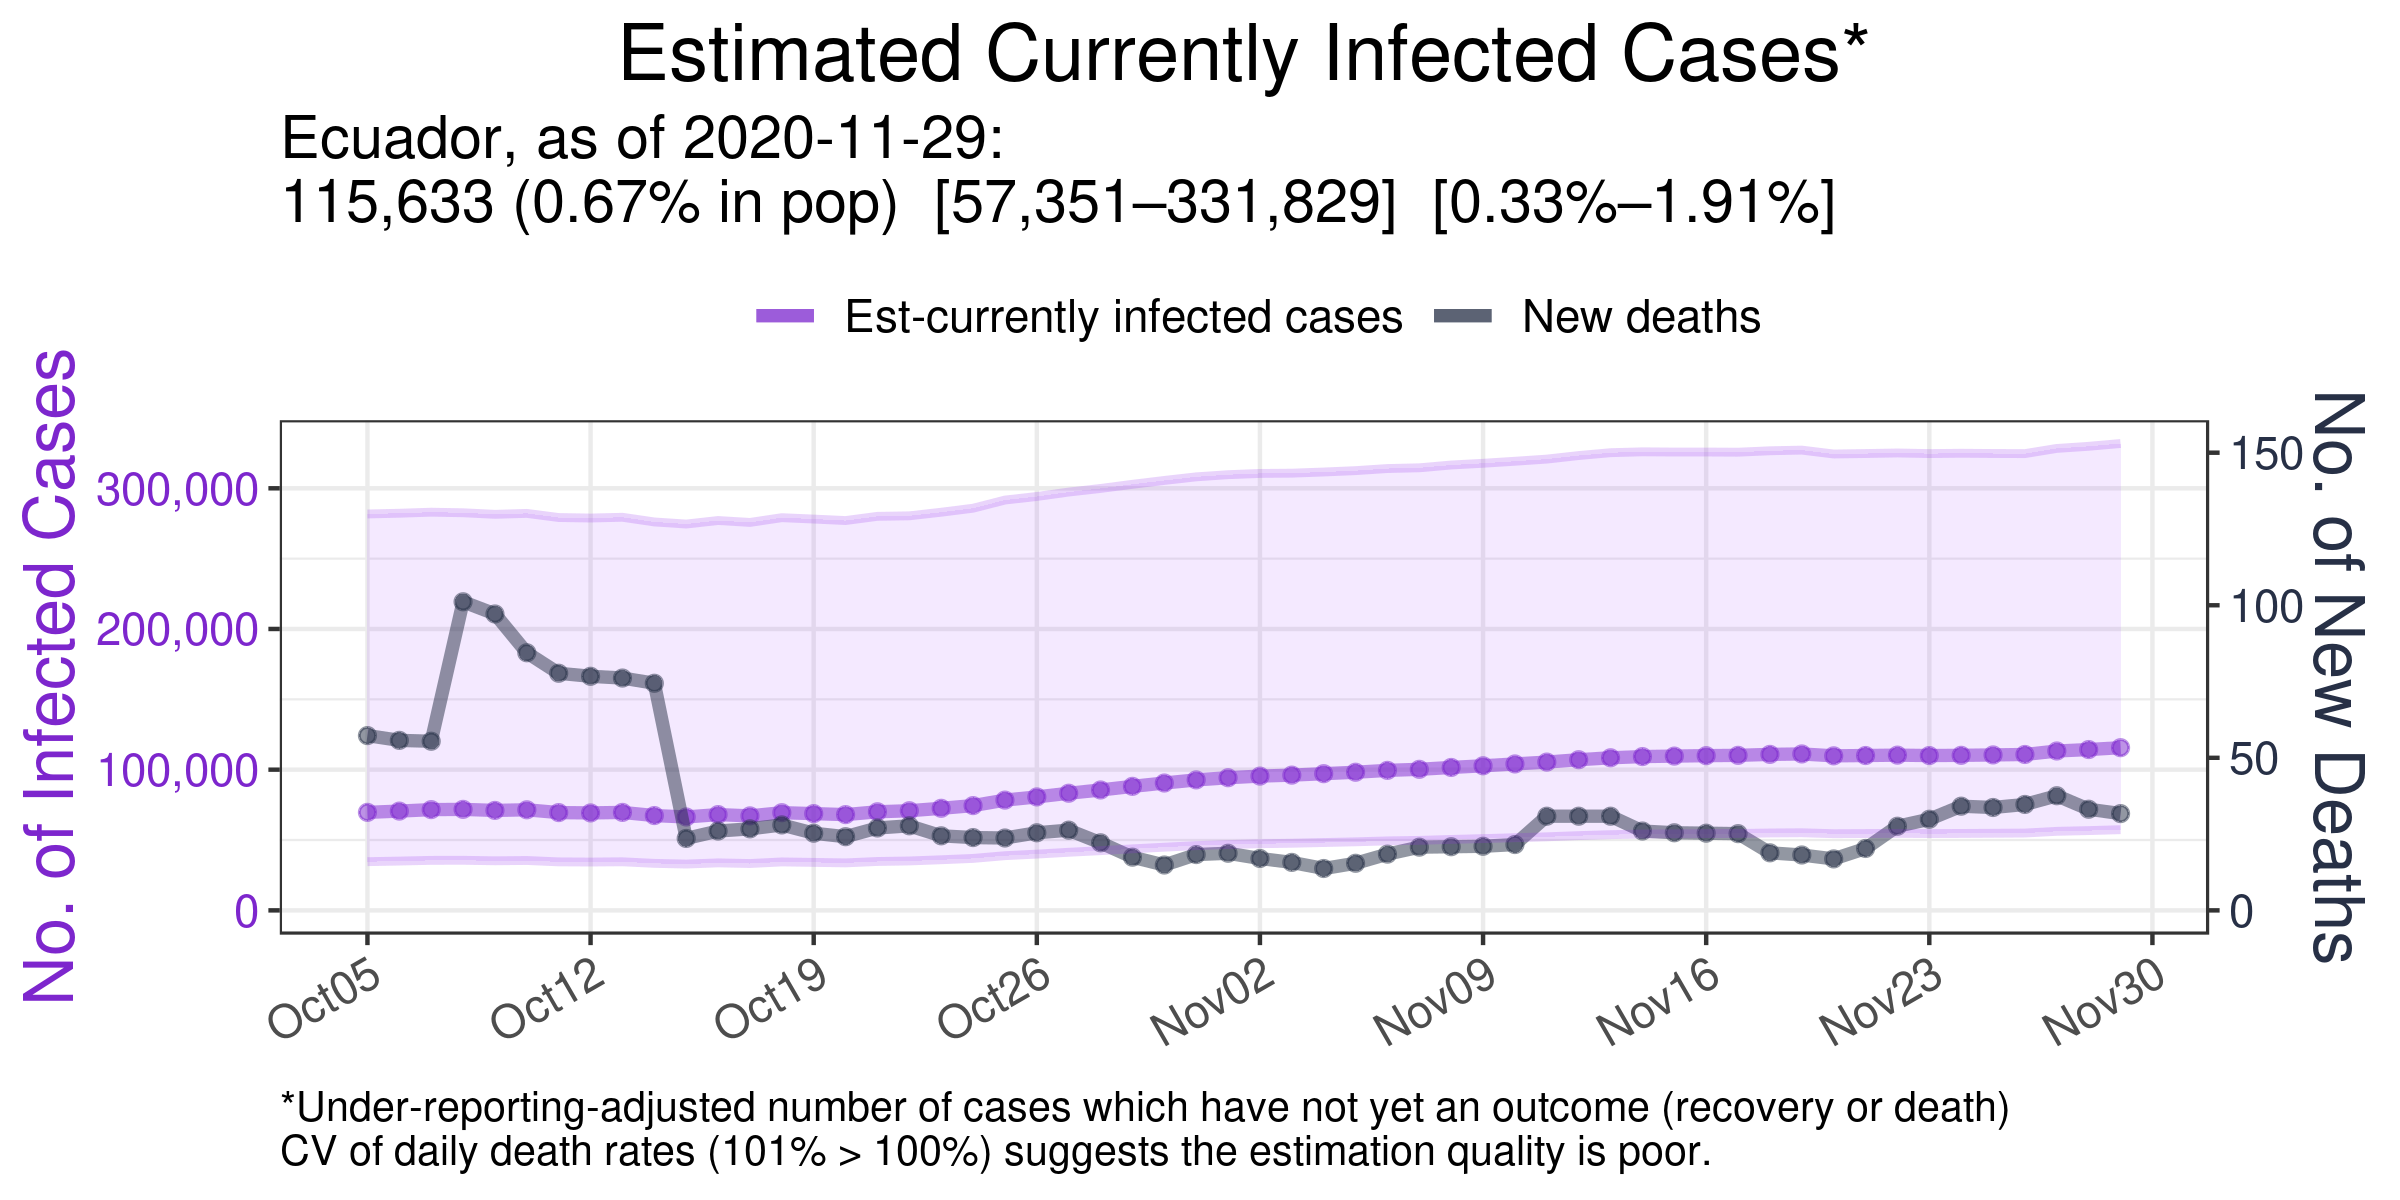 Estimated Currently Infected Cases*
Ecuador, as of 2020-11-29:
115,633 (0.67% in pop)  [57,351–331,829]  [0.33%–1.91%]
Est-currently infected cases
New deaths
No. of Infected Cases
300,000
200,000
100,000
0
150
100
50
0
No. of New Deaths
Oct05
Oct12
Oct19
Oct26
Nov02
Nov09
Nov16
Nov23
Nov30
*Under-reporting-adjusted number of cases which have not yet an outcome (recovery or death)
CV of daily death rates (101% > 100%) suggests the estimation quality is poor.